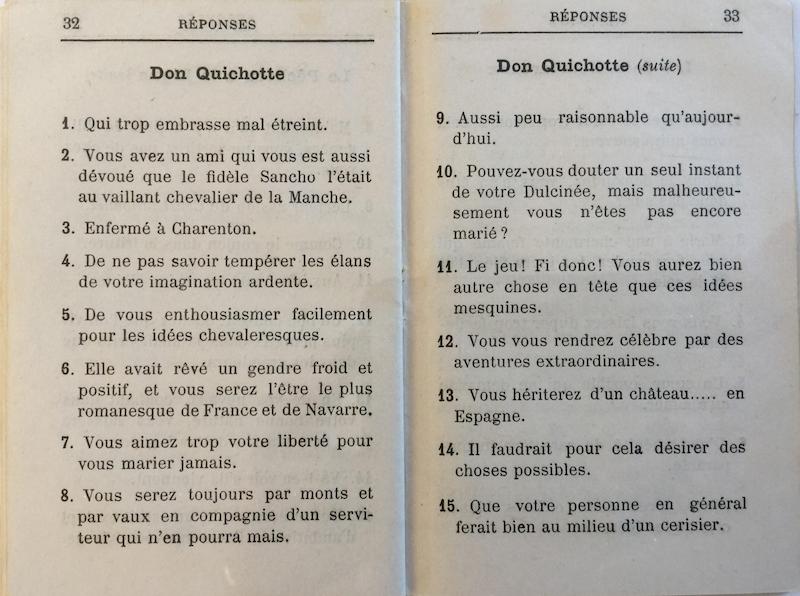 32
RÉPONSES
Don Quichotte
1. Qui trop embrasse mal étreint.
2. Vous avez un ami qui vous est aussi
dévoué que le fidèle Sancho l'était
au vaillant chevalier de la Manche.
3. Enfermé à Charenton.
4. De ne pas savoir tempérer les élans
de votre imagination ardente.
5. De vous enthousiasmer facilement
pour les idées chevaleresques.
6. Elle avait rêvé un gendre froid et
positif, et vous serez l'être le plus
romanesque de France et de Navarre.
7. Vous aimez trop votre liberté pour
vous marier jamais.
8. Vous serez toujours par monts et
par vaux en compagnie d'un servi-
teur qui n'en pourra mais.
RÉPONSES
33
Don Quichotte (suite)
9. Aussi peu raisonnable qu'aujour-
d'hui.
10. Pouvez-vous douter un seul instant
de votre Dulcinée, mais malheureu-
sement vous n'êtes pas encore
marié ?
11. Le jeu! Fi donc! Vous aurez bien
autre chose en tête que ces idées
mesquines.
12. Vous vous rendrez célèbre par des
aventures extraordinaires.
13. Vous hériterez d'un château..... en
Espagne.
14. Il faudrait pour cela désirer des
choses possibles.
15. Que votre personne en général
ferait bien au milieu d'un cerisier.